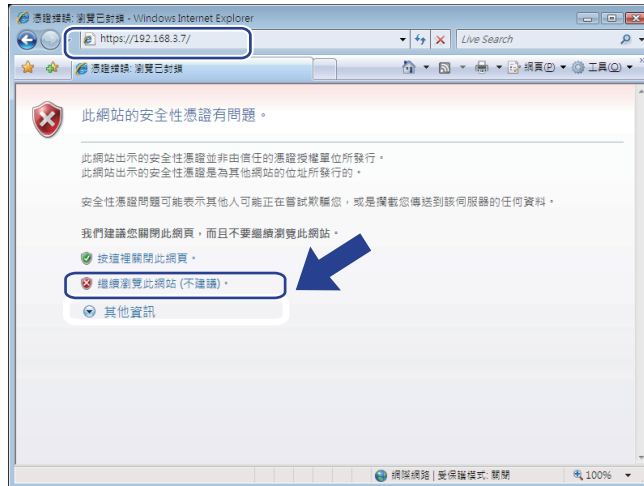 憑證錯誤: 瀏覽已封鎖 - Windows Internet Explorer
https://192.168.3.7/
Live Search
憑證錯誤: 瀏覽已封鎖
網頁(P)
工具(O)
此網站的安全性憑證有問題。
此網站出示的安全性憑證並非由信任的憑證授權單位所發行。
此網站出示的安全性憑證是為其他網站的位址所發行的。
安全性憑證問題可能表示其他人可能正在嘗試欺騙您，或是攔截您傳送到該伺服器的任何資料。
我們建議您關閉此網頁，而且不要繼續瀏覽此網站。
按這裡關閉此網頁。
繼續瀏覽此網站 (不建議)。
其他資訊
網際網路 | 受保護模式: 關閉
100%